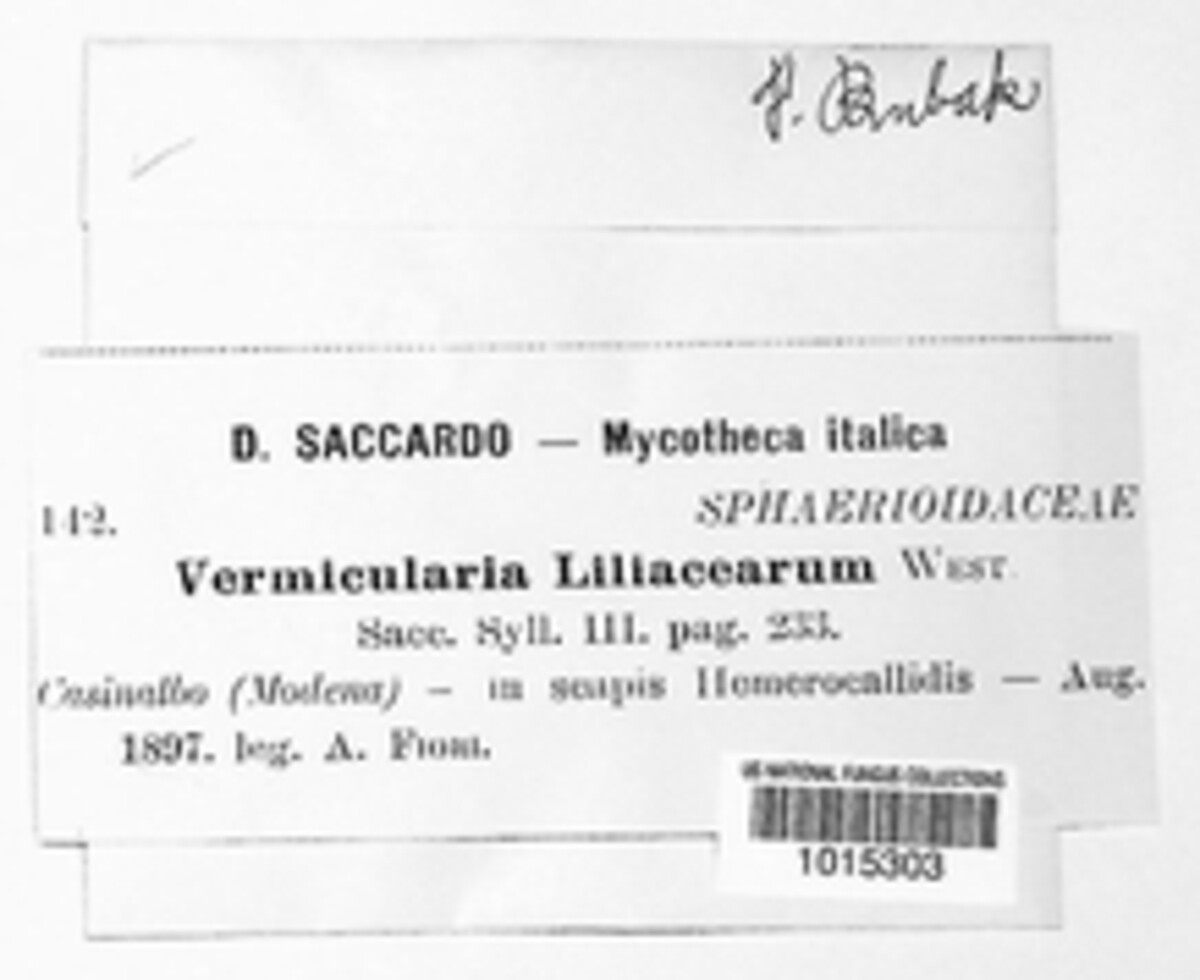 F. Bubak
D. SACCARDO — Mycotheca italica
142. SPHAERIOIDACEAE
Vermicularia Liliacearum WEST.
Sacc. Syll. III. pag. 233.
Casinalbo (Modena) — in scapis Hemerocallidis — Aug.
1897. leg. A. Fiori.
US NATIONAL FUNGUS COLLECTIONS
1015303